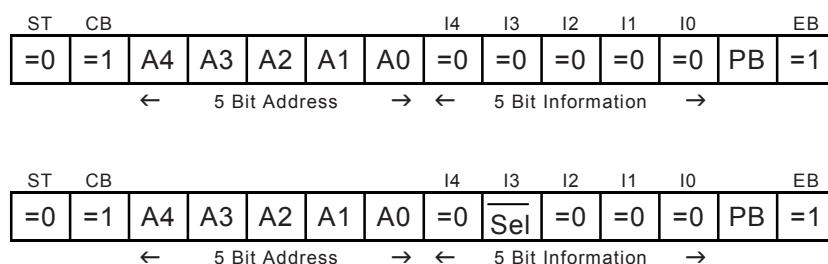 ST CB I4 I3 I2 I1 I0 EB
=0 =1 A4 A3 A2 A1 A0 =0 =0 =0 =0 =0 PB =1
← 5 Bit Address → ← 5 Bit Information →
ST CB I4 I3 I2 I1 I0 EB
=0 =1 A4 A3 A2 A1 A0 =0 S̅e̅l̅ =0 =0 =0 PB =1
← 5 Bit Address → ← 5 Bit Information →